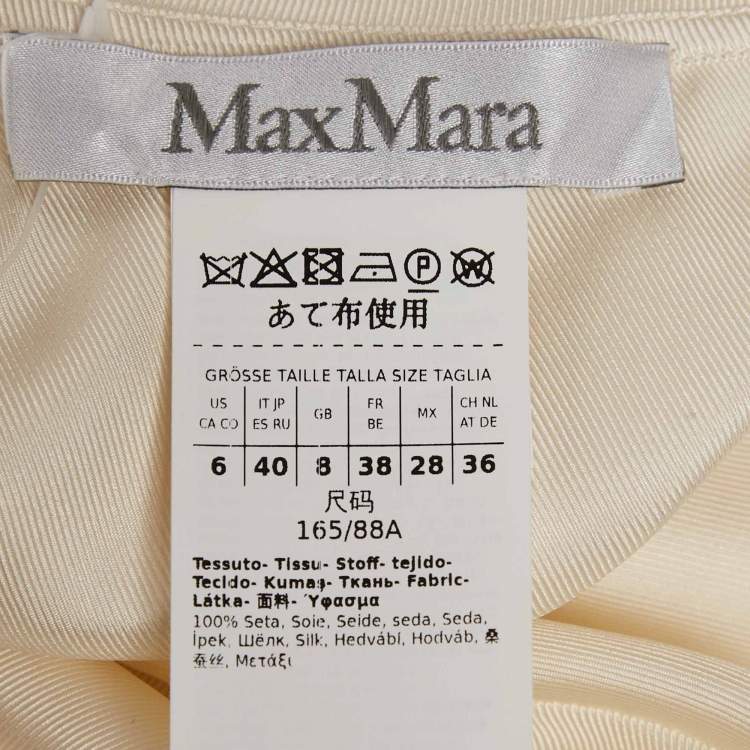 MaxMara
P W
あて布使用
GRÖSSE TAILLE TALLA SIZE TAGLIA
US IT JP GB FR MX CH NL
CA CO ES RU BE AT DE
6 40 8 38 28 36
尺码
165/88A
Tessuto- Tissu- Stoff- tejido-
Tecido- Kumaş- Ткань- Fabric-
Látka- 面料- Ύφασμα
100% Seta, Soie, Seide, seda, Seda,
İpek, Шёлк, Silk, Hedvábí, Hodváb, 桑
蚕丝, Μετάξι